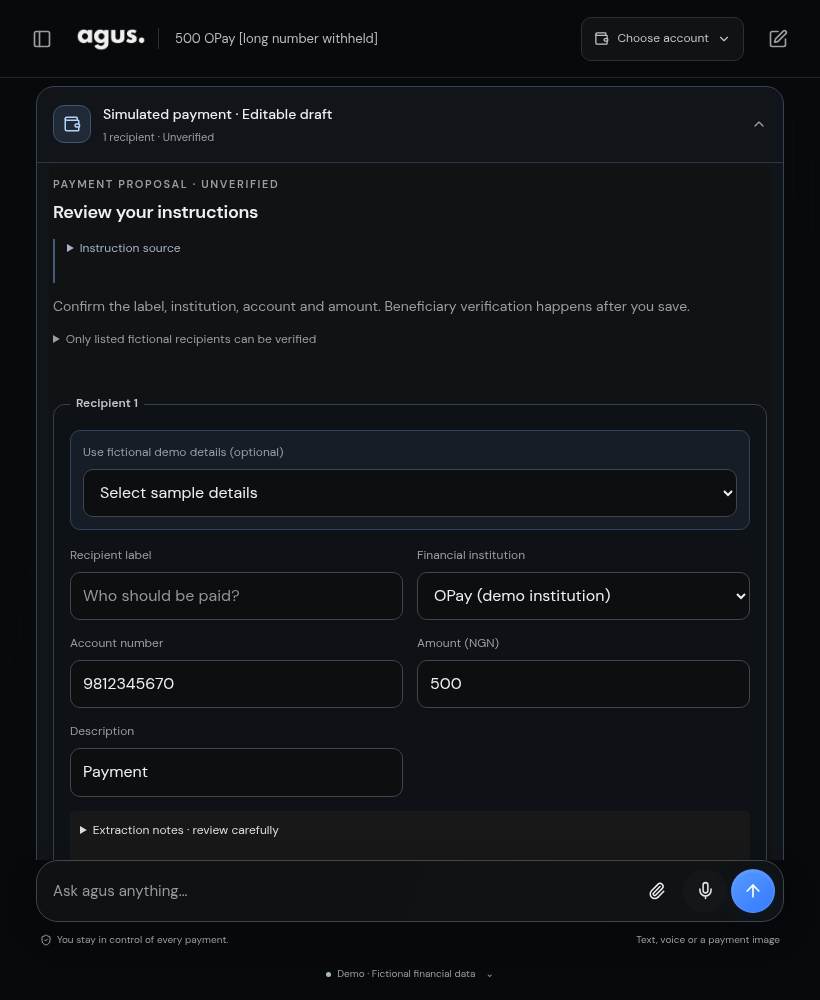 agus.
500 OPay [long number withheld]
Choose account
Simulated payment · Editable draft
1 recipient · Unverified
PAYMENT PROPOSAL · UNVERIFIED
Review your instructions
Instruction source
Confirm the label, institution, account and amount. Beneficiary verification happens after you save.
Only listed fictional recipients can be verified
Recipient 1
Use fictional demo details (optional)
Select sample details
Recipient label
Financial institution
Who should be paid?
OPay (demo institution)
Account number
Amount (NGN)
9812345670
500
Description
Payment
Extraction notes · review carefully
Ask agus anything...
You stay in control of every payment.
Text, voice or a payment image
Demo · Fictional financial data